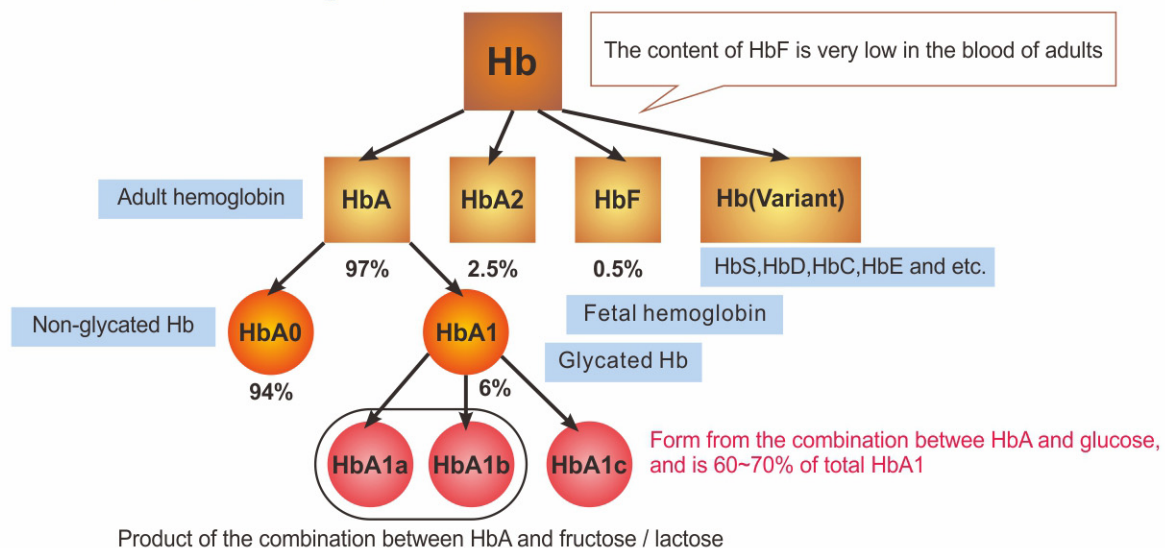 Hb
The content of HbF is very low in the blood of adults
Adult hemoglobin
HbA
HbA2
HbF
Hb(Variant)
97%
2.5%
0.5%
HbS,HbD,HbC,HbE and etc.
Non-glycated Hb
HbA0
HbA1
Fetal hemoglobin
Glycated Hb
94%
6%
HbA1a
HbA1b
HbA1c
Form from the combination betwee HbA and glucose,
and is 60~70% of total HbA1
Product of the combination between HbA and fructose / lactose